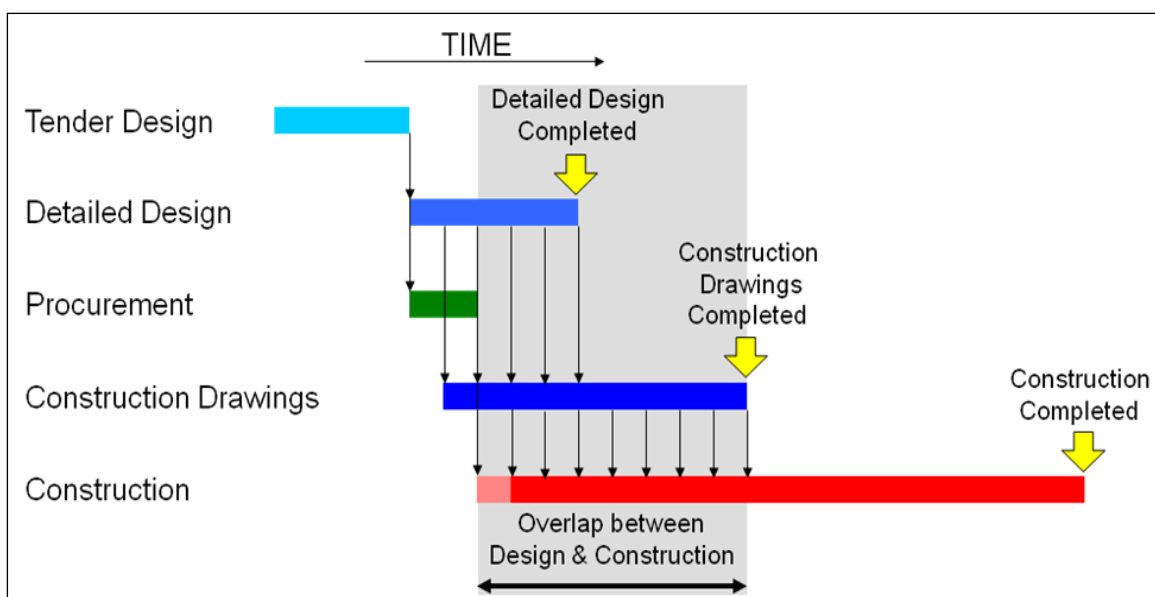 TIME
Detailed Design
Completed
Tender Design
Detailed Design
Construction
Drawings
Completed
Procurement
Construction Drawings
Construction
Completed
Construction
Overlap between
Design & Construction